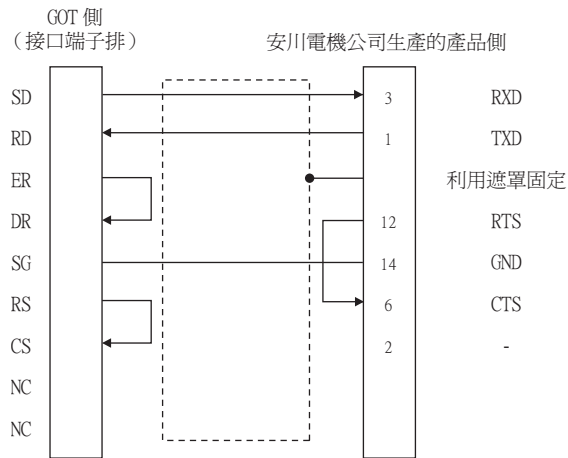 GOT 側
（接口端子排）
安川電機公司生產的產品側
SD 3 RXD
RD 1 TXD
ER 利用遮罩固定
DR 12 RTS
SG 14 GND
RS 6 CTS
CS 2 -
NC
NC